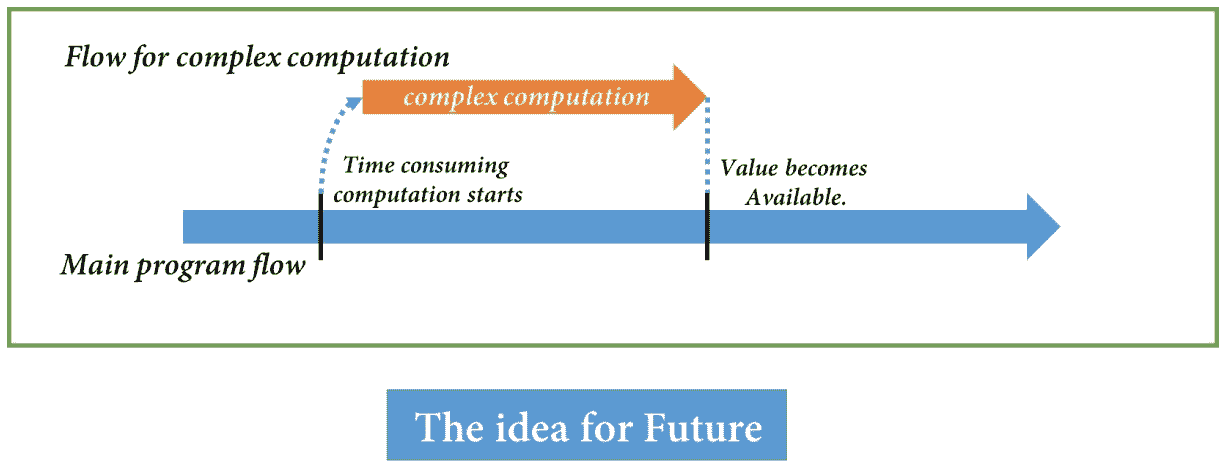 Flow for complex computation
complex computation
Time consuming
computation starts
Value becomes
Available.
Main program flow
The idea for Future